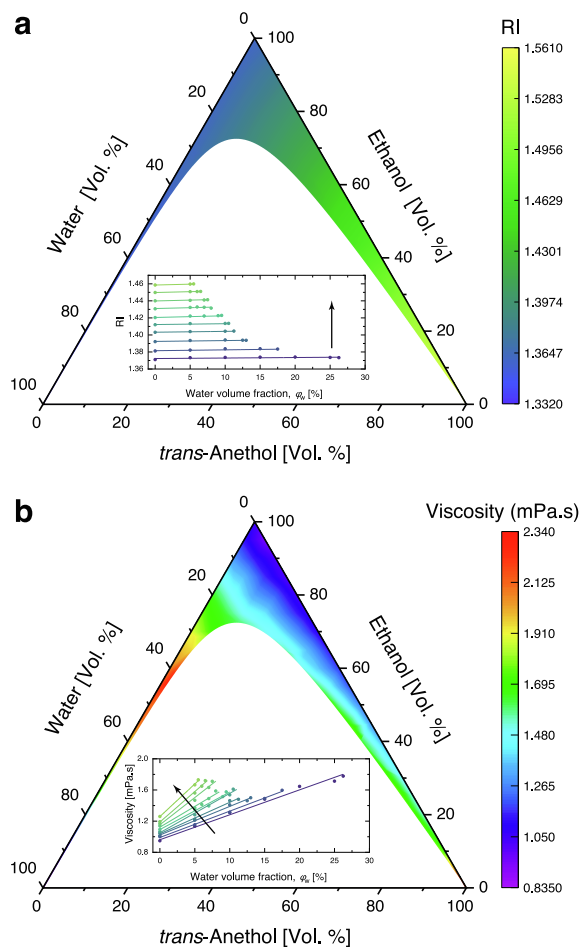 a
RI
0
100
20
80
40
60
60
40
80
20
100
0
Water [Vol. %]
Ethanol [Vol. %]
1.5610
1.5283
1.4956
1.4629
1.4301
1.3974
1.3647
1.3320
1.46
1.44
1.42
1.40
1.38
1.36
RI
0 5 10 15 20 25 30
Water volume fraction, φw [%]
0 20 40 60 80 100
trans-Anethol [Vol. %]
b
Viscosity (mPa.s)
0
100
20
80
40
60
60
40
80
20
100
0
Water [Vol. %]
Ethanol [Vol. %]
2.340
2.125
1.910
1.695
1.480
1.265
1.050
0.8350
2.0
1.6
1.2
0.8
Viscosity [mPa.s]
0 5 10 15 20 25 30
Water volume fraction, φw [%]
0 20 40 60 80 100
trans-Anethol [Vol. %]